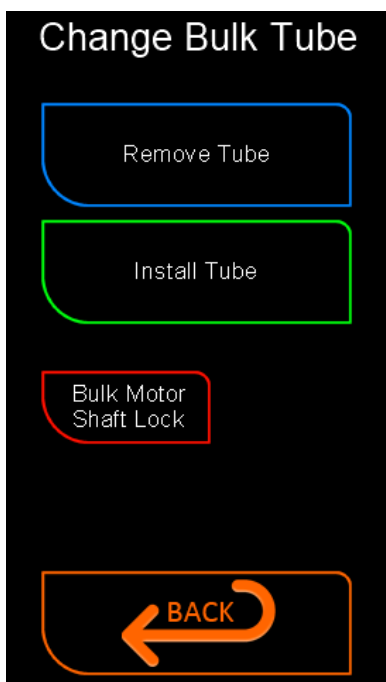 Change Bulk Tube
Remove Tube
Install Tube
Bulk Motor
Shaft Lock
BACK